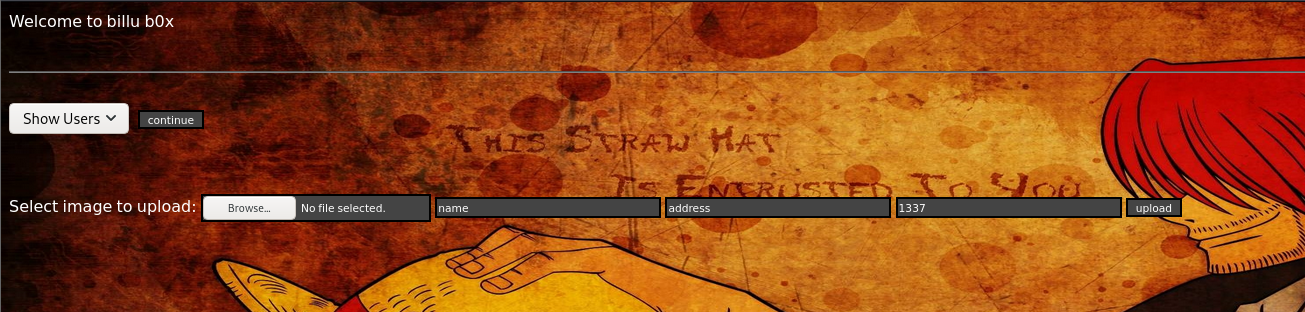 Welcome to billu b0x
Show Users continue
This Straw Hat
Is Entrusted To You
Select image to upload: Browse... No file selected. name address 1337 upload